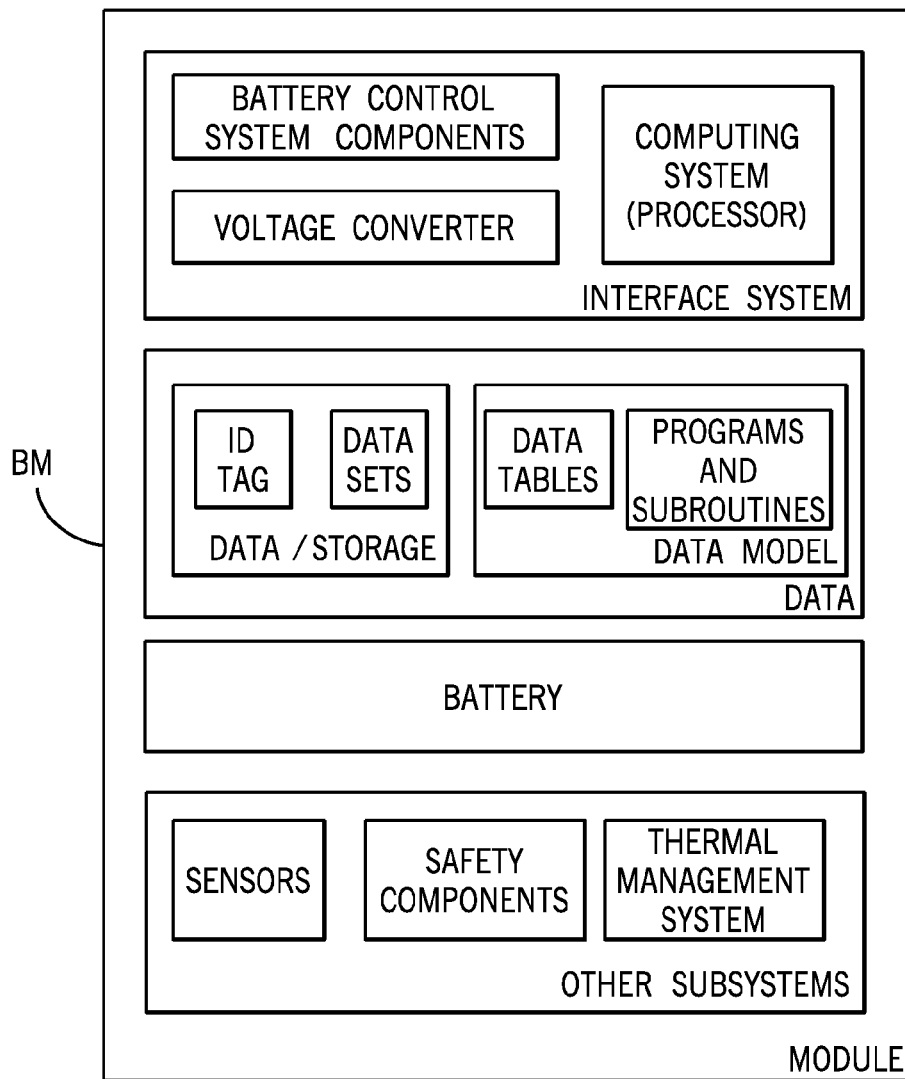 BATTERY CONTROL
SYSTEM COMPONENTS
VOLTAGE CONVERTER
COMPUTING
SYSTEM
(PROCESSOR)
INTERFACE SYSTEM
BM
ID
TAG
DATA
SETS
DATA / STORAGE
DATA
TABLES
PROGRAMS
AND
SUBROUTINES
DATA MODEL
DATA
BATTERY
SENSORS
SAFETY
COMPONENTS
THERMAL
MANAGEMENT
SYSTEM
OTHER SUBSYSTEMS
MODULE